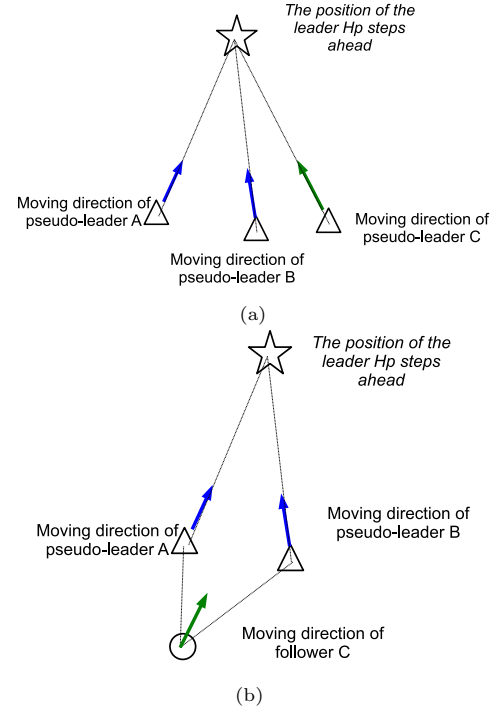 The position of the
leader Hp steps
ahead
Moving direction of
pseudo-leader A
Moving direction of
pseudo-leader B
Moving direction of
pseudo-leader C
(a)
The position of the
leader Hp steps
ahead
Moving direction of
pseudo-leader A
Moving direction of
pseudo-leader B
Moving direction of
follower C
(b)